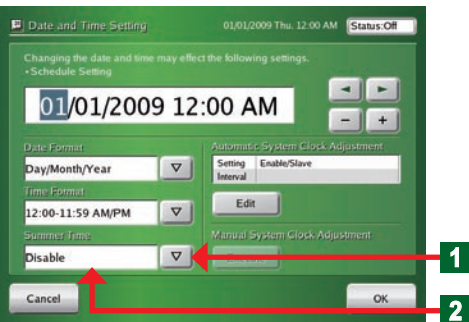 Date and Time Setting 01/01/2009 Thu. 12:00 AM Status:Off
Changing the date and time may effect the following settings.
•Schedule Setting
01/01/2009 12:00 AM
Date Format
Day/Month/Year
Time Format
12:00-11:59 AM/PM
Summer Time
Disable
Automatic System Clock Adjustment
Setting Enable/Slave
Interval
Edit
Manual System Clock Adjustment
Cancel
OK
1
2